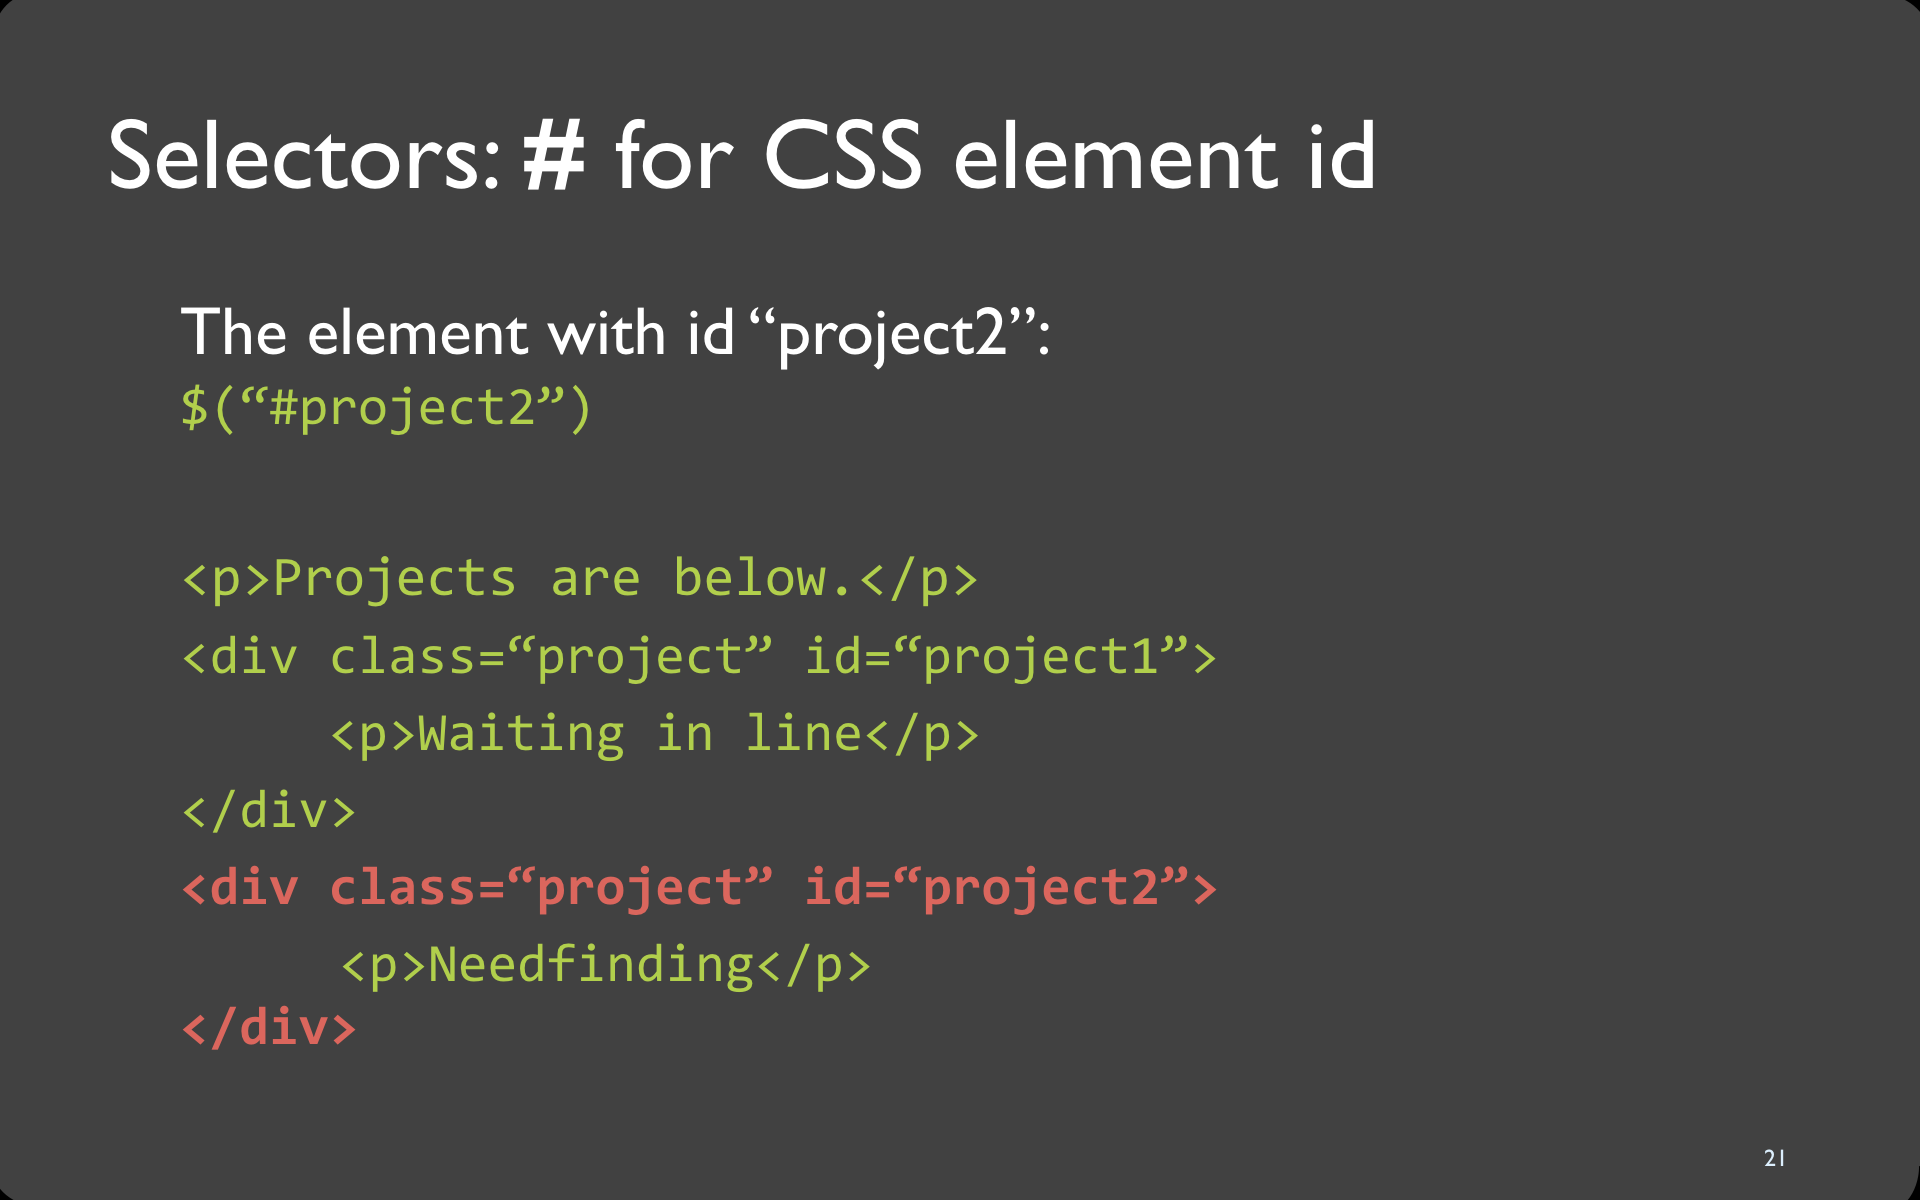 Selectors: # for CSS element id
The element with id “project2”:
$(“#project2”)
<p>Projects are below.</p>
<div class=“project” id=“project1”>
<p>Waiting in line</p>
</div>
<div class=“project” id=“project2”>
<p>Needfinding</p>
</div>
21